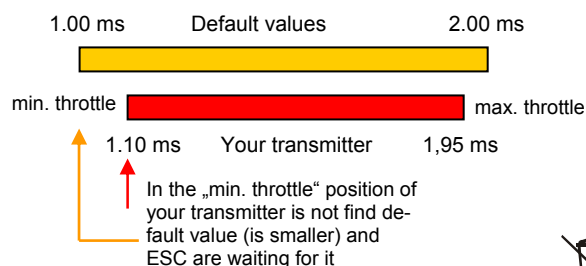 1.00 ms Default values 2.00 ms
min. throttle max. throttle
1.10 ms Your transmitter 1,95 ms
In the „min. throttle“ position of
your transmitter is not find de-
fault value (is smaller) and
ESC are waiting for it